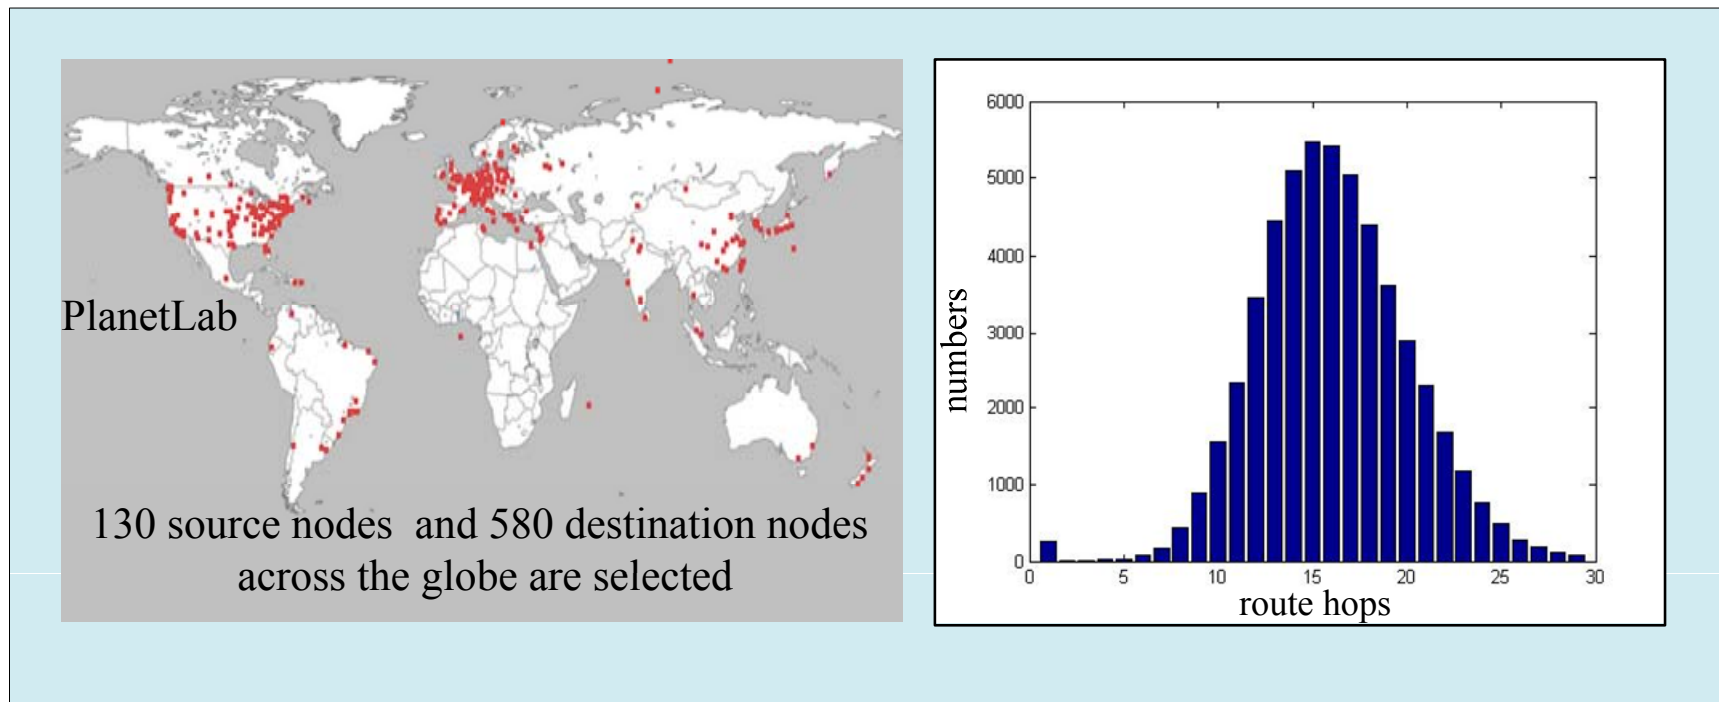 PlanetLab
130 source nodes and 580 destination nodes
across the globe are selected
6000
5000
4000
3000
2000
1000
0
numbers
0 5 10 15 20 25 30
route hops